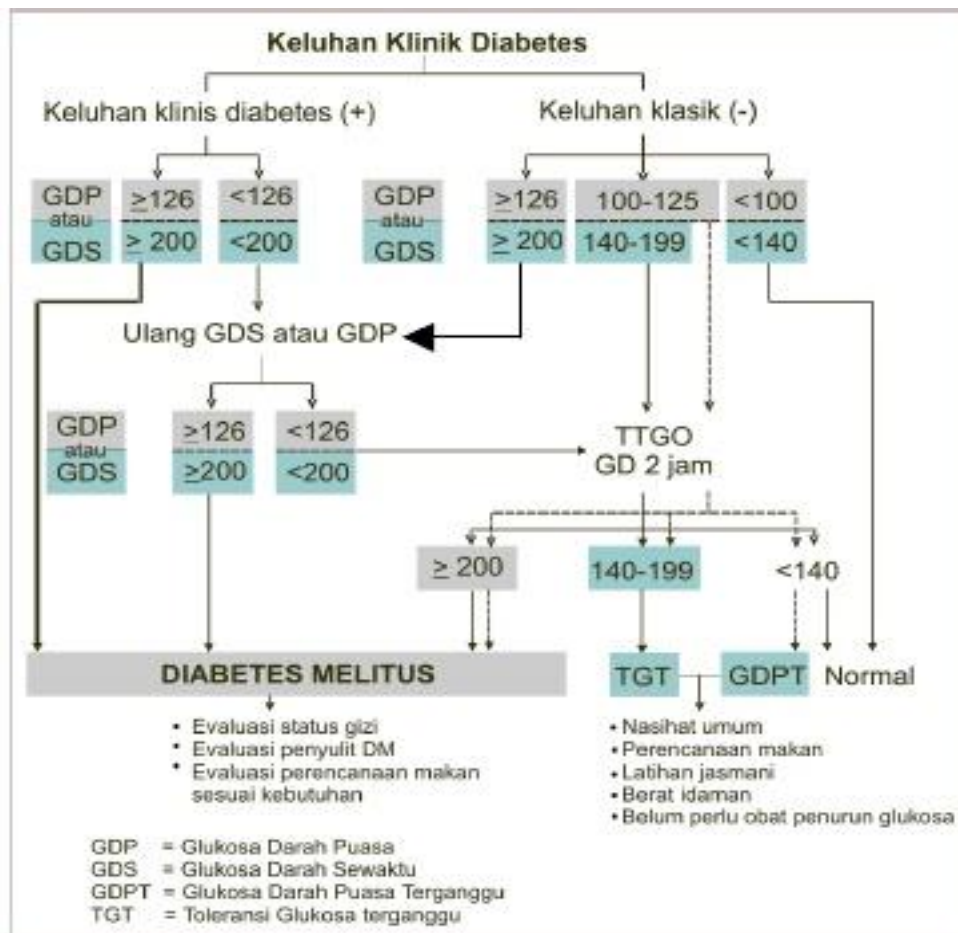 Keluhan Klinik Diabetes
Keluhan klinis diabetes (+)
Keluhan klasik (-)
GDP
atau
GDS
≥126
≥ 200
<126
<200
GDP
atau
GDS
≥126
≥ 200
100-125
140-199
<100
<140
Ulang GDS atau GDP
GDP
atau
GDS
≥126
≥200
<126
<200
TTGO
GD 2 jam
≥ 200
140-199
<140
DIABETES MELITUS
TGT
GDPT
Normal
• Evaluasi status gizi
• Evaluasi penyulit DM
• Evaluasi perencanaan makan
sesuai kebutuhan
• Nasihat umum
• Perencanaan makan
• Latihan jasmani
• Berat idaman
• Belum perlu obat penurun glukosa
GDP = Glukosa Darah Puasa
GDS = Glukosa Darah Sewaktu
GDPT = Glukosa Darah Puasa Terganggu
TGT = Toleransi Glukosa terganggu